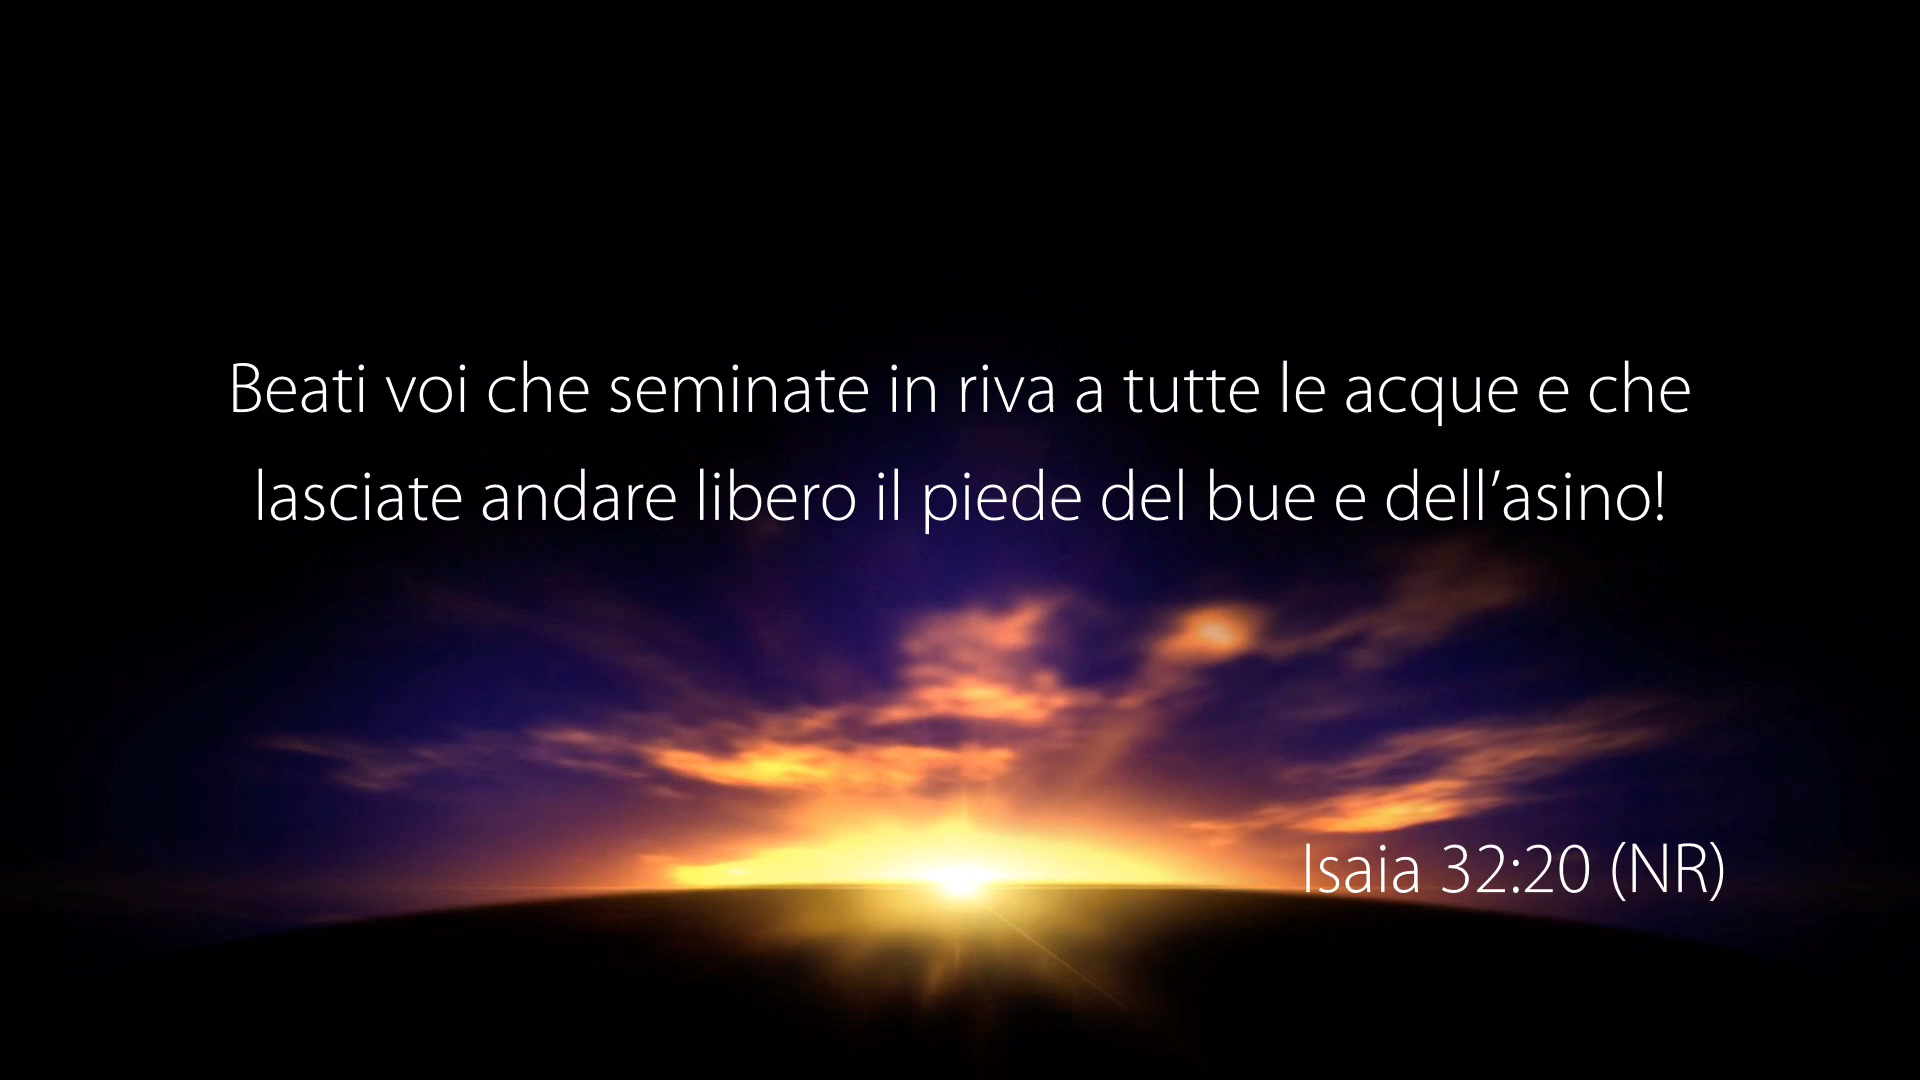 Beati voi che seminate in riva a tutte le acque e che
lasciate andare libero il piede del bue e dell’asino!
Isaia 32:20 (NR)